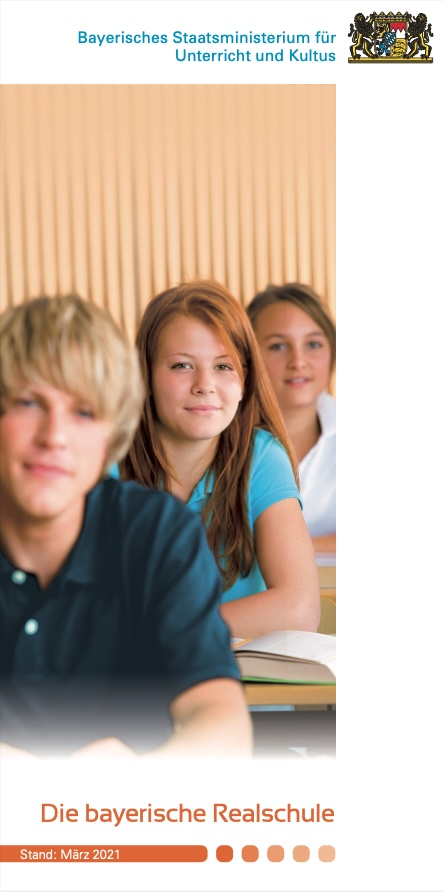 Bayerisches Staatsministerium für
Unterricht und Kultus
Die bayerische Realschule
Stand: März 2021